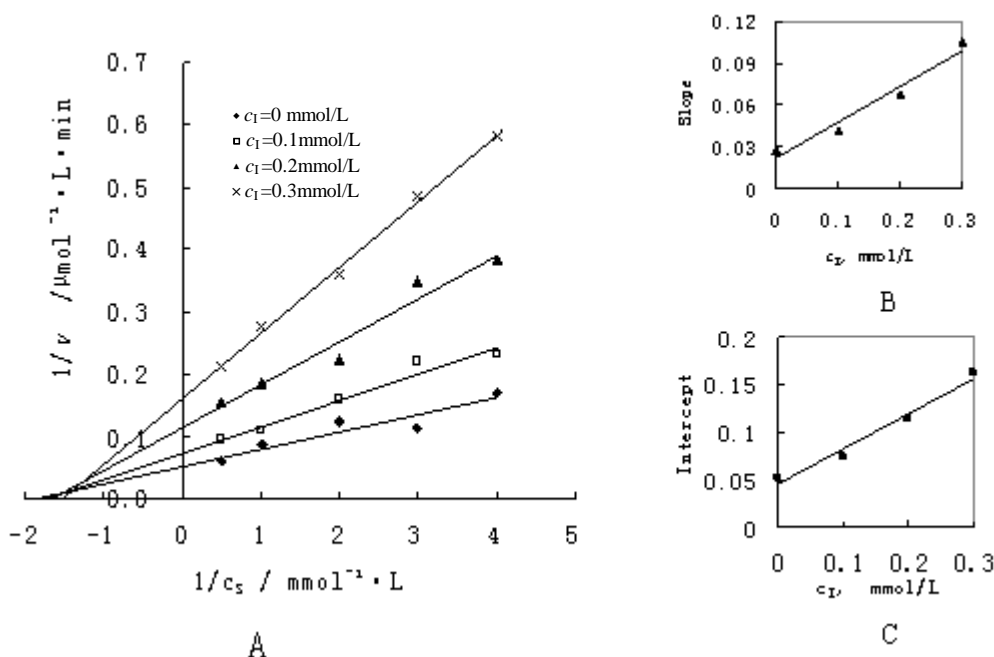 0.7
0.6
0.5
0.4
0.3
0.2
0.1
0.0
1/ν /μmol⁻¹·L·min
cI=0 mmol/L
cI=0.1mmol/L
cI=0.2mmol/L
cI=0.3mmol/L
-2 -1 0 1 2 3 4 5
1/cS / mmol⁻¹·L
A
0.12
0.09
0.06
0.03
0
Slope
0 0.1 0.2 0.3
cI, mmol/L
B
0.2
0.15
0.1
0.05
0
Intercept
0 0.1 0.2 0.3
cI, mmol/L
C